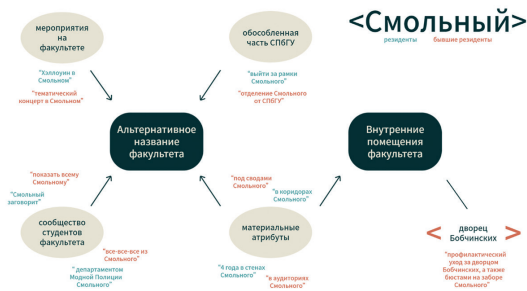 <Смольный>
резиденты бывшие резиденты
мероприятия
на
факультете
"Хэллоуин в
Смольном"
"тематический
концерт в Смольном"
обособленная
часть СПбГУ
"выйти за рамки
Смольного"
"отделение Смольного
от СПбГУ"
Альтернативное
название
факультета
Внутренние
помещения
факультета
"показать всему
Смольному"
"Смольный
заговорит"
сообщество
студентов
факультета
"все-все-все из
Смольного"
"департаментом
Модной Полиции
Смольного"
"под сводами
Смольного"
"в коридорах
Смольного"
материальные
атрибуты
"4 года в стенах
Смольного"
"в аудиториях
Смольного"
< дворец
Бобчинских >
"профилактический
уход за дворцом
Бобчинских, а также
бюстами на заборе
Смольного"